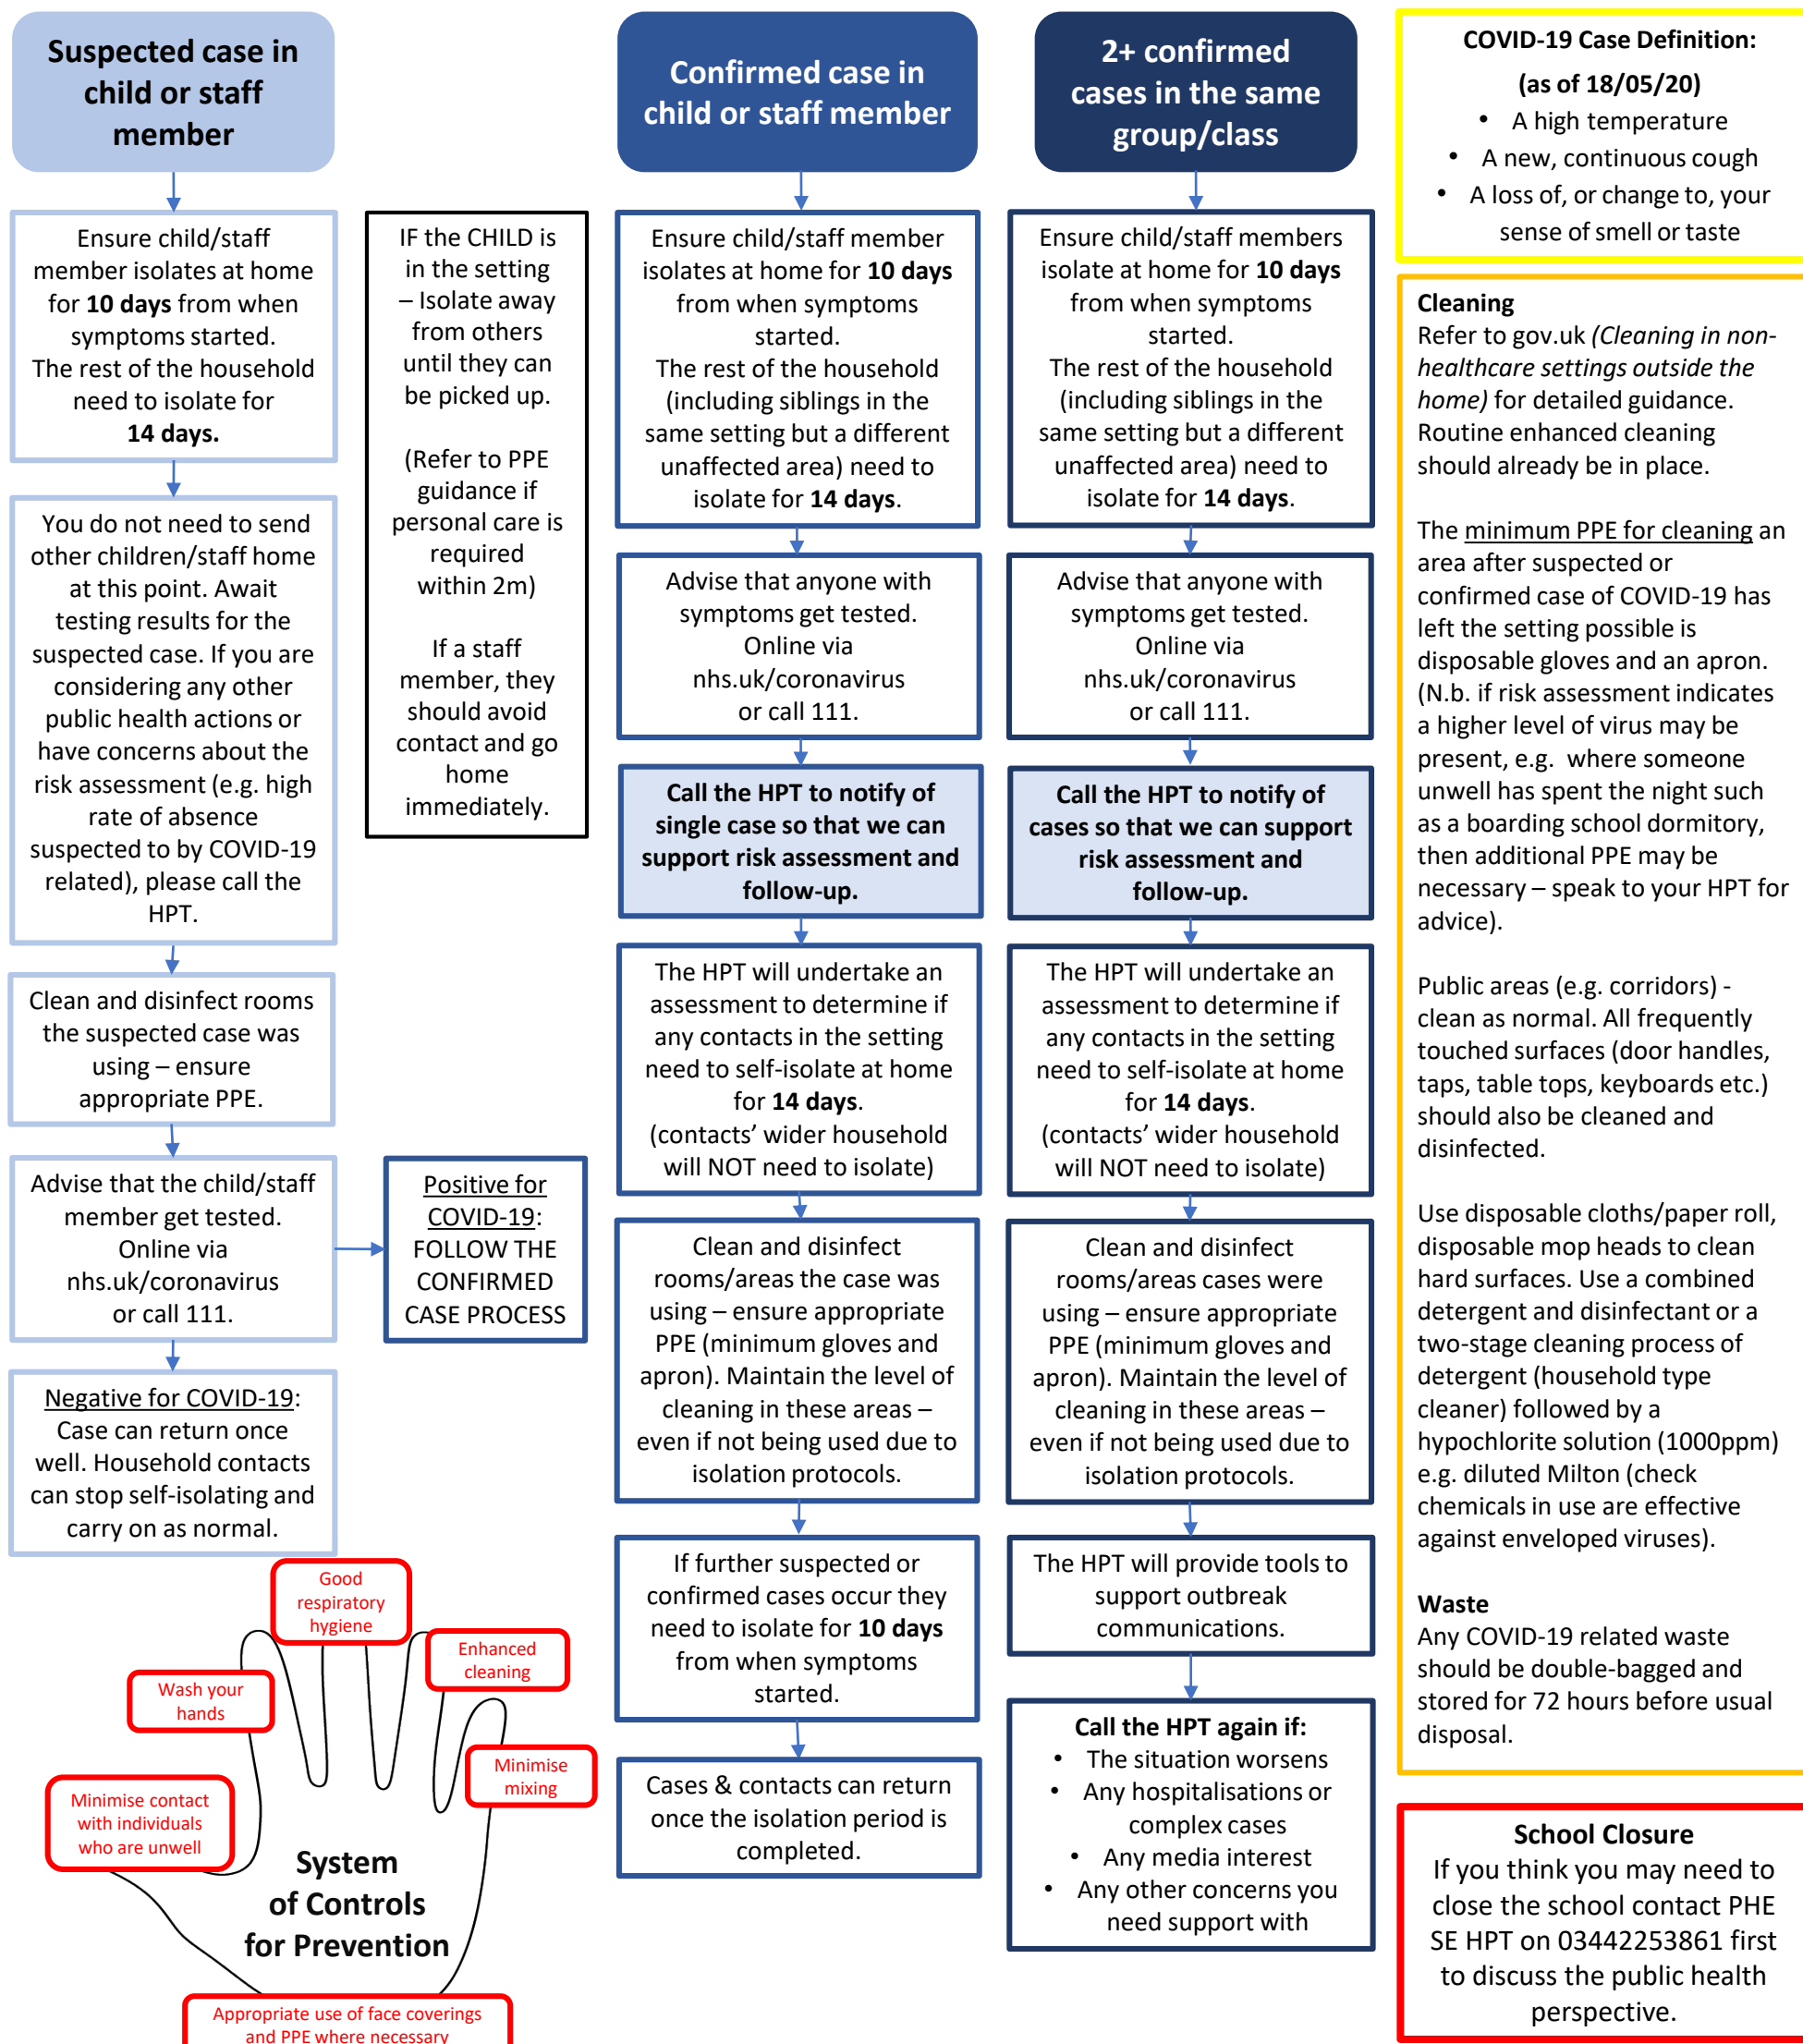 Suspected case in
child or staff
member
Ensure child/staff
member isolates at home
for 10 days from when
symptoms started.
The rest of the household
need to isolate for
14 days.
You do not need to send
other children/staff home
at this point. Await
testing results for the
suspected case. If you are
considering any other
public health actions or
have concerns about the
risk assessment (e.g. high
rate of absence
suspected to by COVID-19
related), please call the
HPT.
Clean and disinfect rooms
the suspected case was
using – ensure
appropriate PPE.
Advise that the child/staff
member get tested.
Online via
nhs.uk/coronavirus
or call 111.
Negative for COVID-19:
Case can return once
well. Household contacts
can stop self-isolating and
carry on as normal.
IF the CHILD is
in the setting
– Isolate away
from others
until they can
be picked up.
(Refer to PPE
guidance if
personal care is
required
within 2m)
If a staff
member, they
should avoid
contact and go
home
immediately.
Positive for
COVID-19:
FOLLOW THE
CONFIRMED
CASE PROCESS
Good
respiratory
hygiene
Enhanced
cleaning
Wash your
hands
Minimise
mixing
Minimise contact
with individuals
who are unwell
System
of Controls
for Prevention
Appropriate use of face coverings
and PPE where necessary
Confirmed case in
child or staff member
Ensure child/staff member
isolates at home for 10 days
from when symptoms
started.
The rest of the household
(including siblings in the
same setting but a different
unaffected area) need to
isolate for 14 days.
Advise that anyone with
symptoms get tested.
Online via
nhs.uk/coronavirus
or call 111.
Call the HPT to notify of
single case so that we can
support risk assessment and
follow-up.
The HPT will undertake an
assessment to determine if
any contacts in the setting
need to self-isolate at home
for 14 days.
(contacts’ wider household
will NOT need to isolate)
Clean and disinfect
rooms/areas the case was
using – ensure appropriate
PPE (minimum gloves and
apron). Maintain the level of
cleaning in these areas –
even if not being used due to
isolation protocols.
If further suspected or
confirmed cases occur they
need to isolate for 10 days
from when symptoms
started.
Cases & contacts can return
once the isolation period is
completed.
2+ confirmed
cases in the same
group/class
Ensure child/staff members
isolate at home for 10 days
from when symptoms
started.
The rest of the household
(including siblings in the
same setting but a different
unaffected area) need to
isolate for 14 days.
Advise that anyone with
symptoms get tested.
Online via
nhs.uk/coronavirus
or call 111.
Call the HPT to notify of
cases so that we can support
risk assessment and
follow-up.
The HPT will undertake an
assessment to determine if
any contacts in the setting
need to self-isolate at home
for 14 days.
(contacts’ wider household
will NOT need to isolate)
Clean and disinfect
rooms/areas cases were
using – ensure appropriate
PPE (minimum gloves and
apron). Maintain the level of
cleaning in these areas –
even if not being used due to
isolation protocols.
The HPT will provide tools to
support outbreak
communications.
Call the HPT again if:
• The situation worsens
• Any hospitalisations or
complex cases
• Any media interest
• Any other concerns you
need support with
COVID-19 Case Definition:
(as of 18/05/20)
• A high temperature
• A new, continuous cough
• A loss of, or change to, your
sense of smell or taste
Cleaning
Refer to gov.uk (Cleaning in non-
healthcare settings outside the
home) for detailed guidance.
Routine enhanced cleaning
should already be in place.
The minimum PPE for cleaning an
area after suspected or
confirmed case of COVID-19 has
left the setting possible is
disposable gloves and an apron.
(N.b. if risk assessment indicates
a higher level of virus may be
present, e.g. where someone
unwell has spent the night such
as a boarding school dormitory,
then additional PPE may be
necessary – speak to your HPT for
advice).
Public areas (e.g. corridors) -
clean as normal. All frequently
touched surfaces (door handles,
taps, table tops, keyboards etc.)
should also be cleaned and
disinfected.
Use disposable cloths/paper roll,
disposable mop heads to clean
hard surfaces. Use a combined
detergent and disinfectant or a
two-stage cleaning process of
detergent (household type
cleaner) followed by a
hypochlorite solution (1000ppm)
e.g. diluted Milton (check
chemicals in use are effective
against enveloped viruses).
Waste
Any COVID-19 related waste
should be double-bagged and
stored for 72 hours before usual
disposal.
School Closure
If you think you may need to
close the school contact PHE
SE HPT on 03442253861 first
to discuss the public health
perspective.